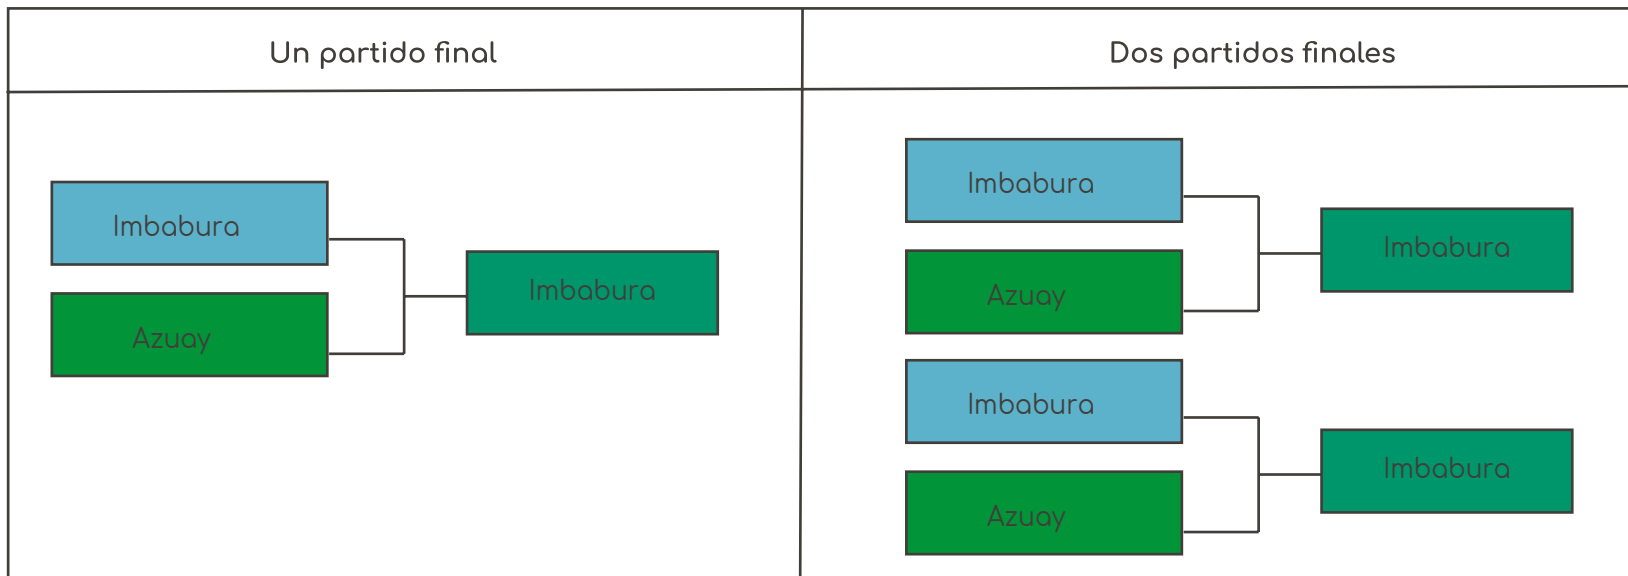 Un partido final
Dos partidos finales
Imbabura
Azuay
Imbabura
Imbabura
Azuay
Imbabura
Imbabura
Azuay
Imbabura